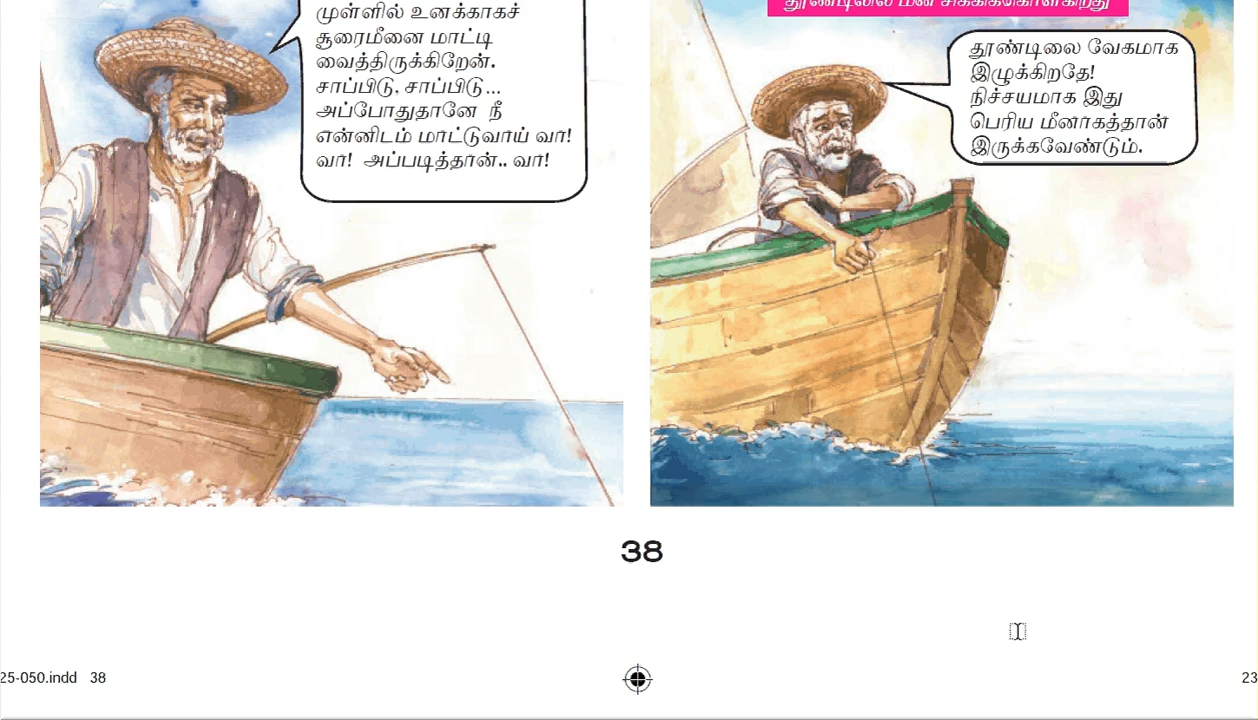 முள்ளில் உனக்காகச்
சூரைமீனை மாட்டி
வைத்திருக்கிறேன்.
சாப்பிடு, சாப்பிடு...
அப்போதுதானே நீ
என்னிடம் மாட்டுவாய் வா!
வா! அப்படித்தான்.. வா!
தூண்டிலில் மீன் சிக்கிக்கொள்கிறது
தூண்டிலை வேகமாக
இழுக்கிறதே!
நிச்சயமாக இது
பெரிய மீனாகத்தான்
இருக்கவேண்டும்.
38
25-050.indd 38
23